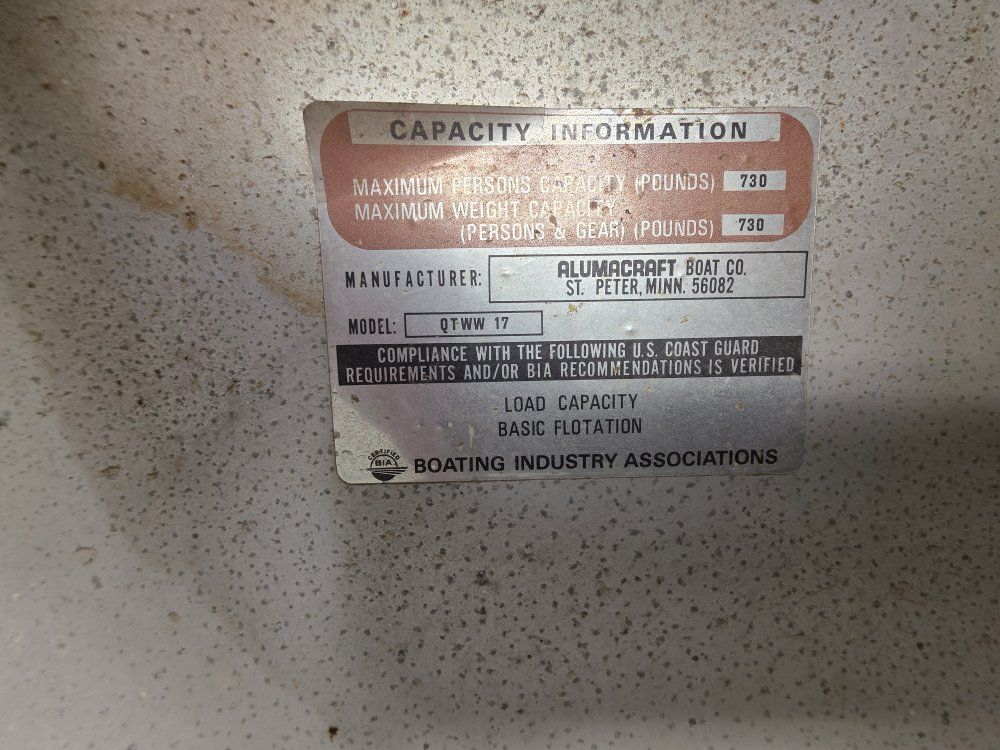 CAPACITY INFORMATION
MAXIMUM PERSONS CAPACITY (POUNDS) 730
MAXIMUM WEIGHT CAPACITY
(PERSONS & GEAR) (POUNDS) 730
MANUFACTURER: ALUMACRAFT BOAT CO.
ST. PETER, MINN. 56082
MODEL: QTWW 17
COMPLIANCE WITH THE FOLLOWING U.S. COAST GUARD
REQUIREMENTS AND/OR BIA RECOMMENDATIONS IS VERIFIED
LOAD CAPACITY
BASIC FLOTATION
CERTIFIED
BIA
BOATING INDUSTRY ASSOCIATIONS